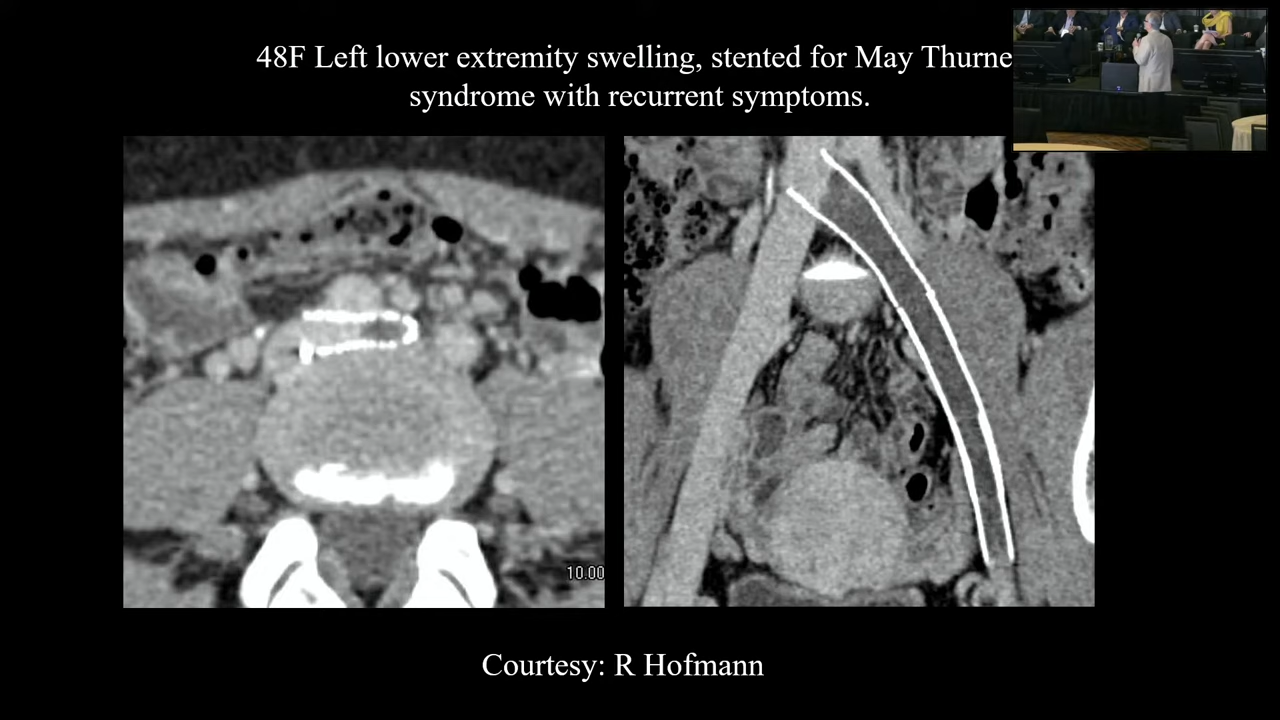 48F Left lower extremity swelling, stented for May Thurne
syndrome with recurrent symptoms.
10.00
Courtesy: R Hofmann